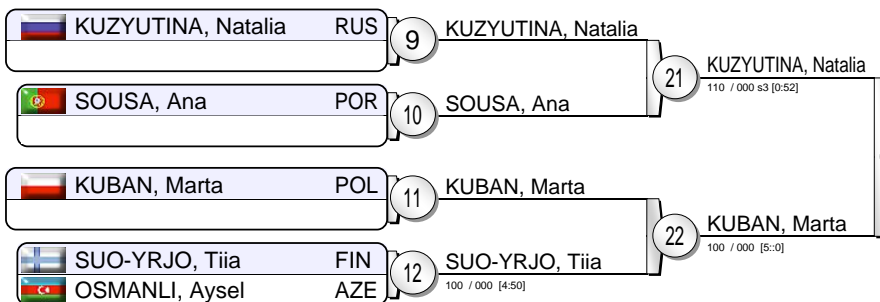 KUZYUTINA, Natalia RUS 9 KUZYUTINA, Natalia
21 KUZYUTINA, Natalia
110 / 000 s3 [0:52]
SOUSA, Ana POR 10 SOUSA, Ana
KUBAN, Marta POL 11 KUBAN, Marta
22 KUBAN, Marta
100 / 000 [5::0]
SUO-YRJO, Tiia FIN 12 SUO-YRJO, Tiia
100 / 000 [4:50]
OSMANLI, Aysel AZE